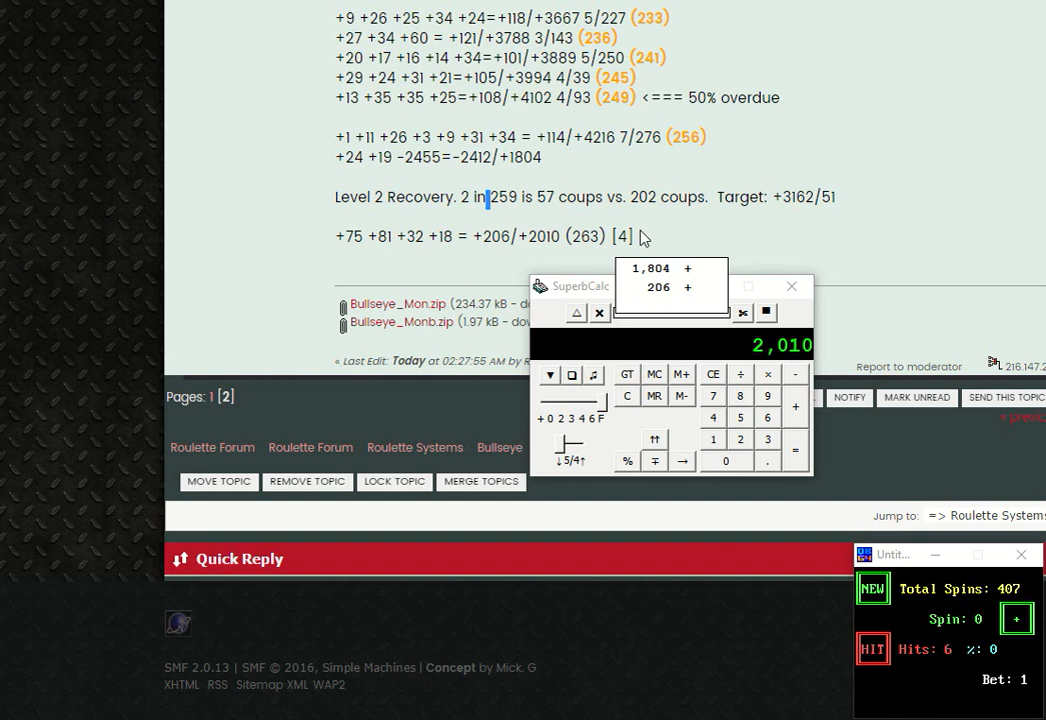 +9 +26 +25 +34 +24=+118/+3667 5/227 (233)
+27 +34 +60 = +121/+3788 3/143 (236)
+20 +17 +16 +14 +34=+101/+3889 5/250 (241)
+29 +24 +31 +21=+105/+3994 4/39 (245)
+13 +35 +35 +25=+108/+4102 4/93 (249) <=== 50% overdue
+1 +11 +26 +3 +9 +31 +34 = +114/+4216 7/276 (256)
+24 +19 -2455=-2412/+1804
Level 2 Recovery. 2 in 259 is 57 coups vs. 202 coups. Target: +3162/51
+75 +81 +32 +18 = +206/+2010 (263) [4]
1,804 +
206 +
SuperbCalc
2,010
Bullseye_Mon.zip (234.37 kB - do
Bullseye_Monb.zip (1.97 kB - do
« Last Edit: Today at 02:27:55 AM by R
Report to moderator
216.147.2
Pages: 1 [2]
NOTIFY
MARK UNREAD
SEND THIS TOPIC
« previo
GT MC M+ CE ÷ × -
C MR M- 7 8 9 +
+ 0 2 3 4 6 F
4 5 6
1 2 3 =
↓5/4↑
% ∓ → 0 .
Roulette Forum
Roulette Forum
Roulette Systems
Bullseye
MOVE TOPIC
REMOVE TOPIC
LOCK TOPIC
MERGE TOPICS
Jump to: => Roulette Systems
Quick Reply
Untit...
NEW Total Spins: 407
Spin: 0 +
HIT Hits: 6 %: 0
Bet: 1
SMF 2.0.13 | SMF © 2016, Simple Machines | Concept by Mick. G
XHTML RSS Sitemap XML WAP2